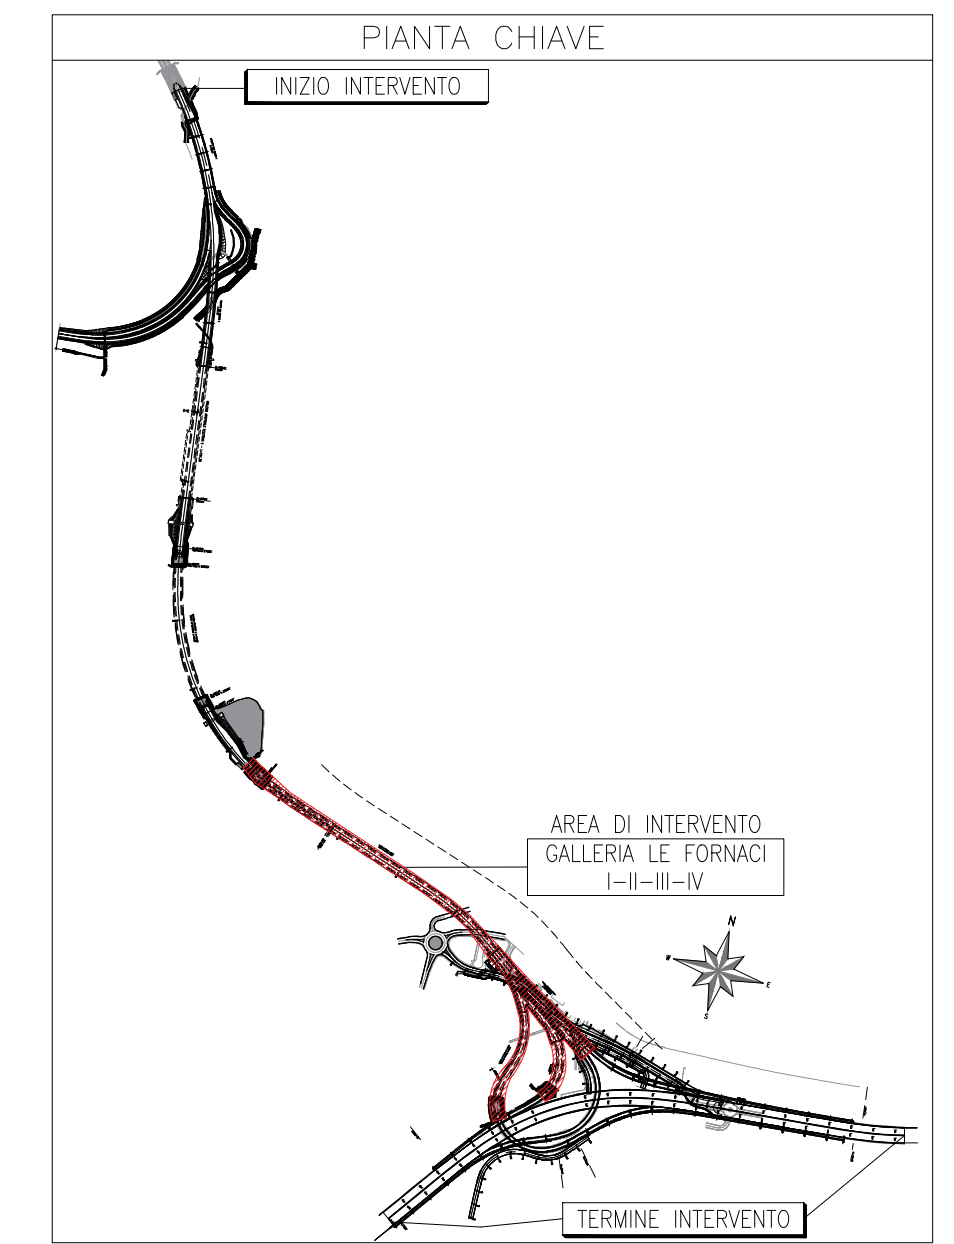 PIANTA CHIAVE
INIZIO INTERVENTO
AREA DI INTERVENTO
GALLERIA LE FORNACI
I-II-III-IV
N
W
E
S
TERMINE INTERVENTO